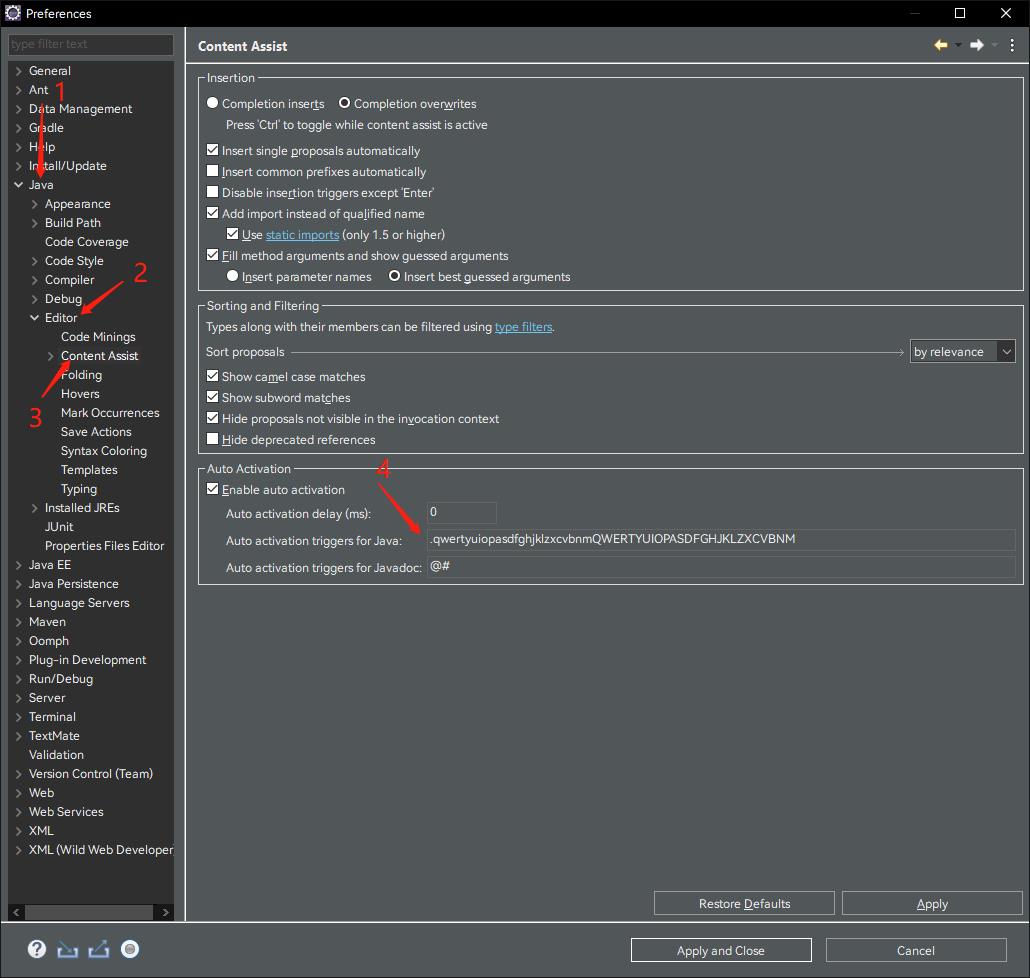 Preferences
type filter text
General
Ant
Data Management
Gradle
Help
Install/Update
Java
Appearance
Build Path
Code Coverage
Code Style
Compiler
Debug
Editor
Code Minings
Content Assist
Folding
Hovers
Mark Occurrences
Save Actions
Syntax Coloring
Templates
Typing
Installed JREs
JUnit
Properties Files Editor
Java EE
Java Persistence
Language Servers
Maven
Oomph
Plug-in Development
Run/Debug
Server
Terminal
TextMate
Validation
Version Control (Team)
Web
Web Services
XML
XML (Wild Web Developer
1
2
3
Content Assist
Insertion
Completion inserts Completion overwrites
Press 'Ctrl' to toggle while content assist is active
Insert single proposals automatically
Insert common prefixes automatically
Disable insertion triggers except 'Enter'
Add import instead of qualified name
Use static imports (only 1.5 or higher)
Fill method arguments and show guessed arguments
Insert parameter names Insert best guessed arguments
Sorting and Filtering
Types along with their members can be filtered using type filters.
Sort proposals by relevance
Show camel case matches
Show subword matches
Hide proposals not visible in the invocation context
Hide deprecated references
4
Auto Activation
Enable auto activation
Auto activation delay (ms): 0
Auto activation triggers for Java: .qwertyuiopasdfghjklzxcvbnmQWERTYUIOPASDFGHJKLZXCVBNM
Auto activation triggers for Javadoc: @#
Restore Defaults Apply
? Apply and Close Cancel